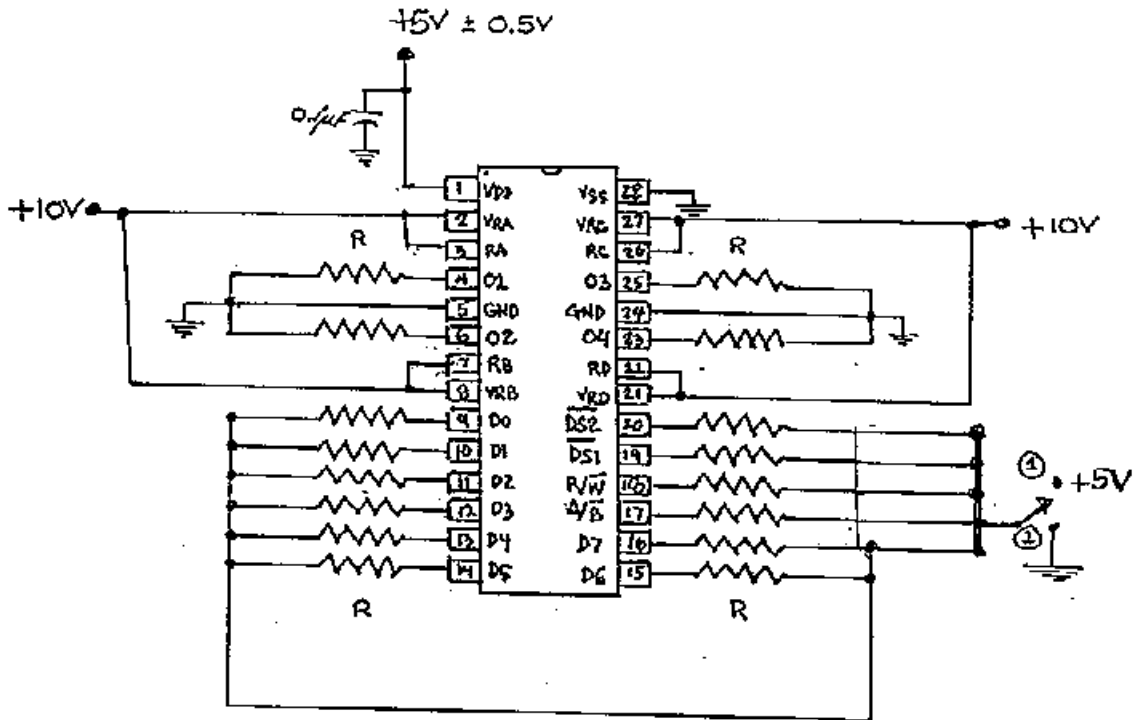 +5V ± 0.5V
0.1µF
+10V
+10V
1 VDD VSS 28
2 VRA VRC 27
3 RA RC 26
R R
4 O1 O3 25
5 GND GND 24
6 O2 O4 23
7 RB RD
8 VRB VRD 21
9 D0 DS2 20
10 D1 DS1 19
11 D2 R/W
12 D3 A/B 17
13 D4 D7 16
14 D5 D6 15
R R
1
+5V